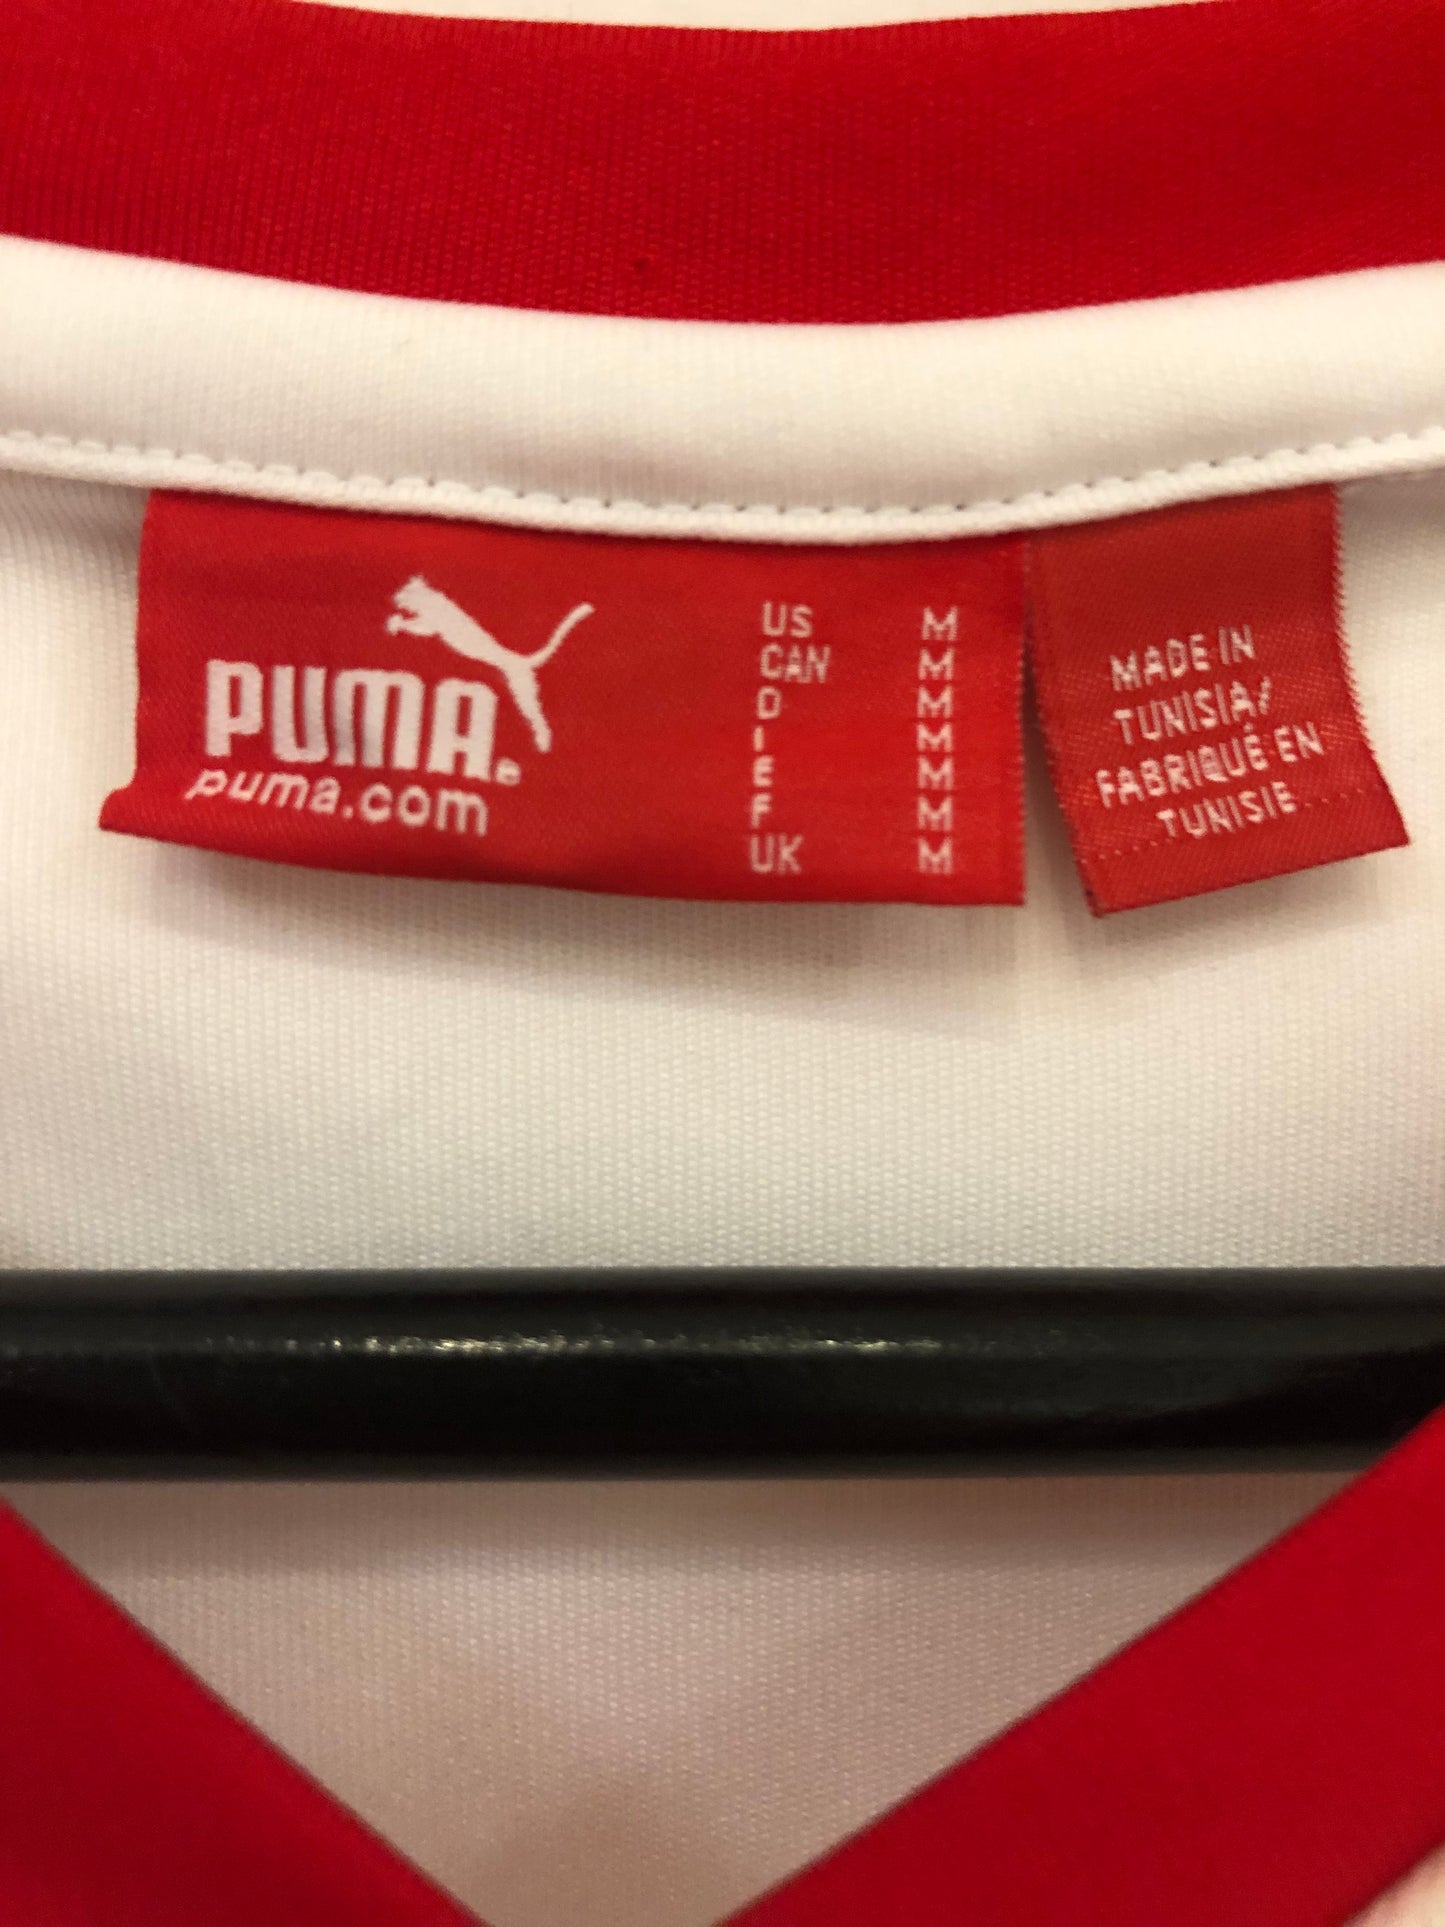 PUMA®
puma.com
US M
CAN M
D M
I M
E M
F M
UK M
MADE IN
TUNISIA/
FABRIQUÉ EN
TUNISIE